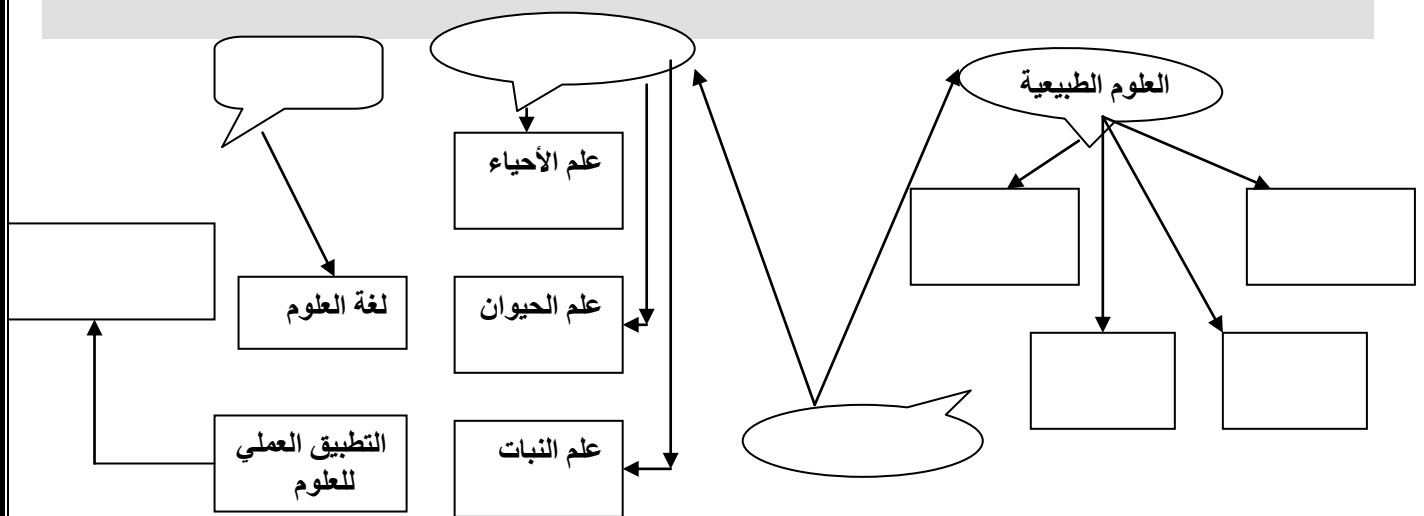 العلوم الطبيعية
علم الأحياء
علم الحيوان
لغة العلوم
علم النبات
التطبيق العملي
للعلوم